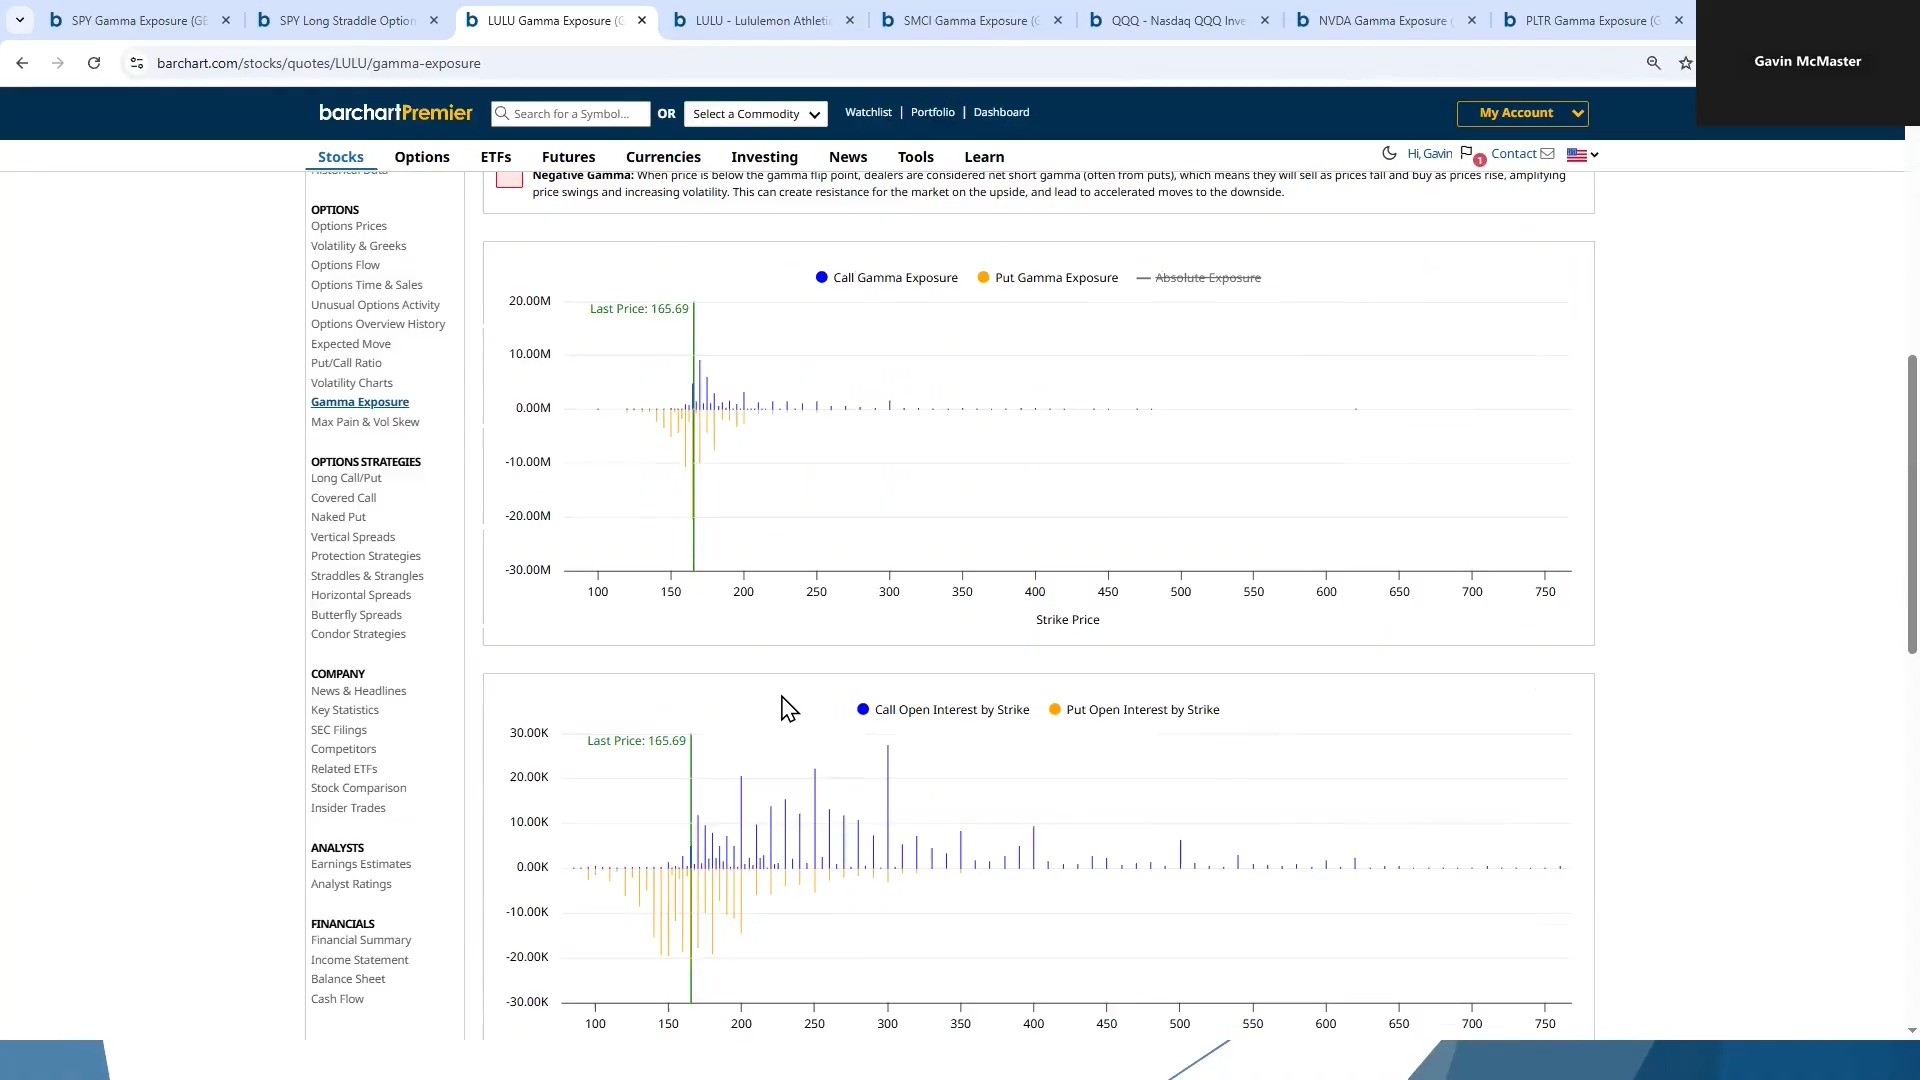 SPY Gamma Exposure (GE
SPY Long Straddle Option
LULU Gamma Exposure (G
LULU - Lululemon Athleti
SMCI Gamma Exposure (G
QQQ - Nasdaq QQQ Inve
NVDA Gamma Exposure (
PLTR Gamma Exposure (G
barchart.com/stocks/quotes/LULU/gamma-exposure
Gavin McMaster
barchartPremier
Search for a Symbol...
OR
Select a Commodity
Watchlist | Portfolio | Dashboard
My Account
Stocks Options ETFs Futures Currencies Investing News Tools Learn
Hi, Gavin
1
Contact
Historical Data
OPTIONS
Options Prices
Volatility & Greeks
Options Flow
Options Time & Sales
Unusual Options Activity
Options Overview History
Expected Move
Put/Call Ratio
Volatility Charts
Gamma Exposure
Max Pain & Vol Skew
OPTIONS STRATEGIES
Long Call/Put
Covered Call
Naked Put
Vertical Spreads
Protection Strategies
Straddles & Strangles
Horizontal Spreads
Butterfly Spreads
Condor Strategies
COMPANY
News & Headlines
Key Statistics
SEC Filings
Competitors
Related ETFs
Stock Comparison
Insider Trades
ANALYSTS
Earnings Estimates
Analyst Ratings
FINANCIALS
Financial Summary
Income Statement
Balance Sheet
Cash Flow
Negative Gamma: When price is below the gamma flip point, dealers are considered net short gamma (often from puts), which means they will sell as prices fall and buy as prices rise, amplifying
price swings and increasing volatility. This can create resistance for the market on the upside, and lead to accelerated moves to the downside.
Call Gamma Exposure Put Gamma Exposure Absolute Exposure
Last Price: 165.69
20.00M
10.00M
0.00M
-10.00M
-20.00M
-30.00M
100 150 200 250 300 350 400 450 500 550 600 650 700 750
Strike Price
Call Open Interest by Strike Put Open Interest by Strike
Last Price: 165.69
30.00K
20.00K
10.00K
0.00K
-10.00K
-20.00K
-30.00K
100 150 200 250 300 350 400 450 500 550 600 650 700 750